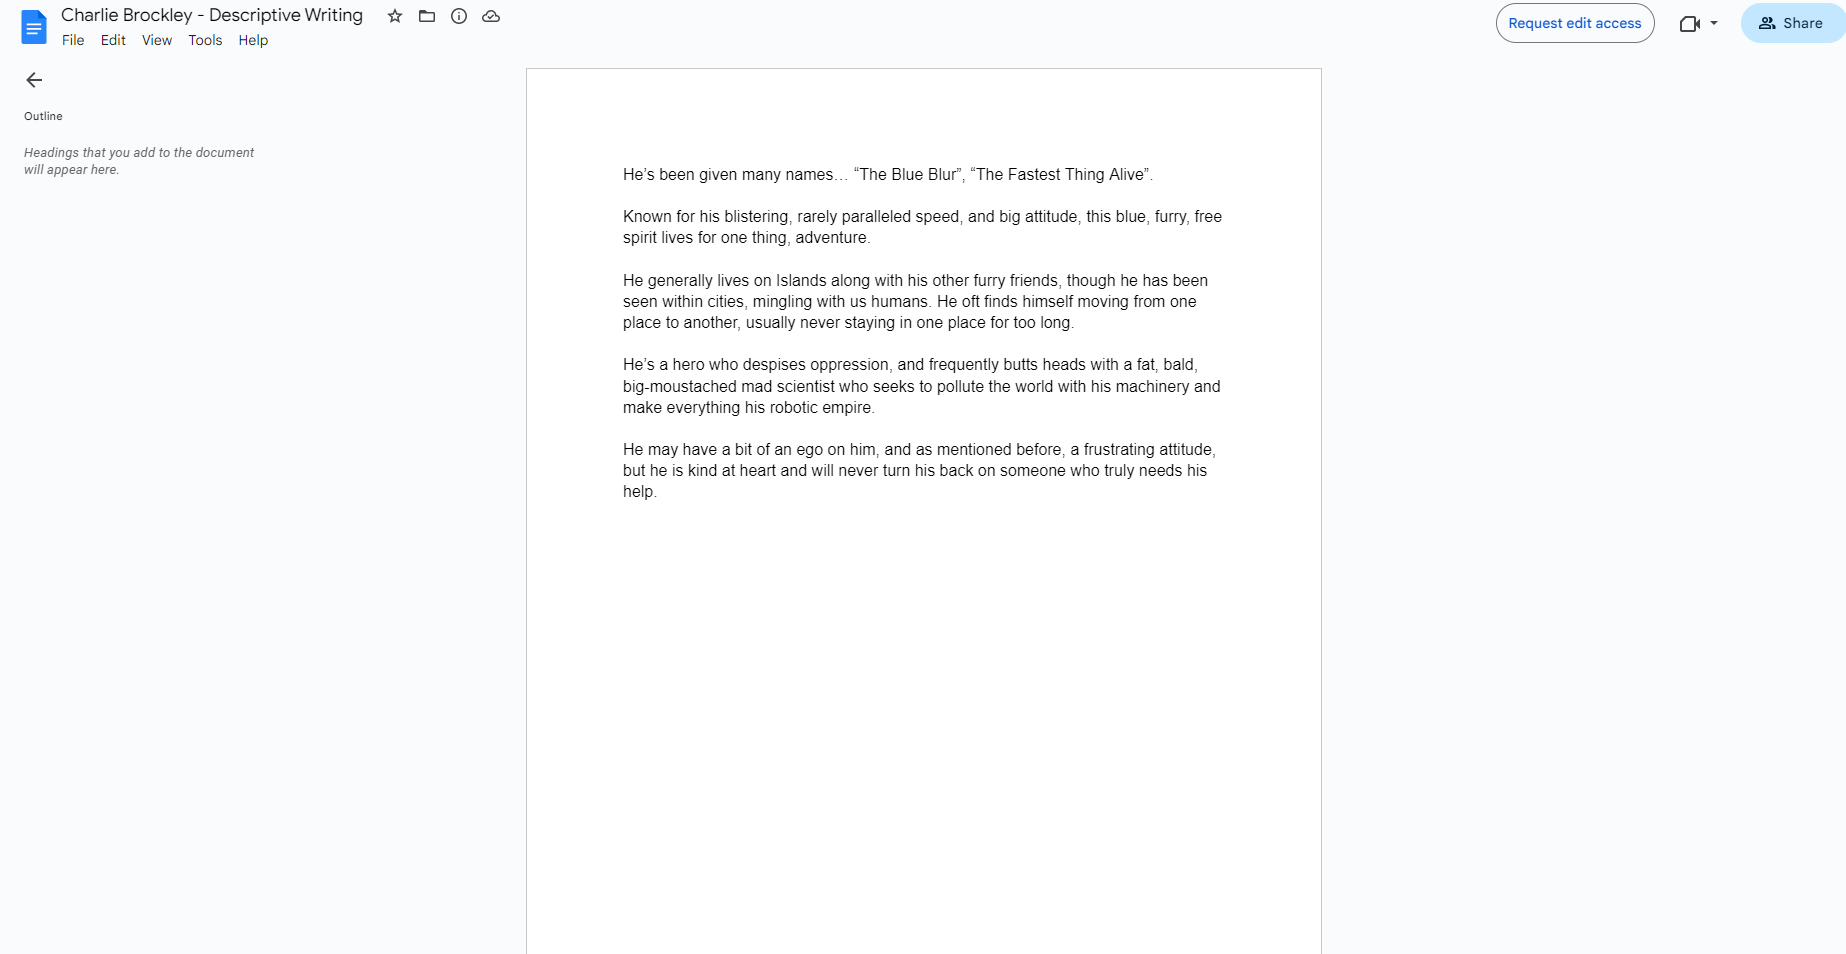 Charlie Brockley - Descriptive Writing
File Edit View Tools Help
Request edit access
Share
Outline
Headings that you add to the document
will appear here.
He’s been given many names… “The Blue Blur”, “The Fastest Thing Alive”.
Known for his blistering, rarely paralleled speed, and big attitude, this blue, furry, free
spirit lives for one thing, adventure.
He generally lives on Islands along with his other furry friends, though he has been
seen within cities, mingling with us humans. He oft finds himself moving from one
place to another, usually never staying in one place for too long.
He’s a hero who despises oppression, and frequently butts heads with a fat, bald,
big-moustached mad scientist who seeks to pollute the world with his machinery and
make everything his robotic empire.
He may have a bit of an ego on him, and as mentioned before, a frustrating attitude,
but he is kind at heart and will never turn his back on someone who truly needs his
help.